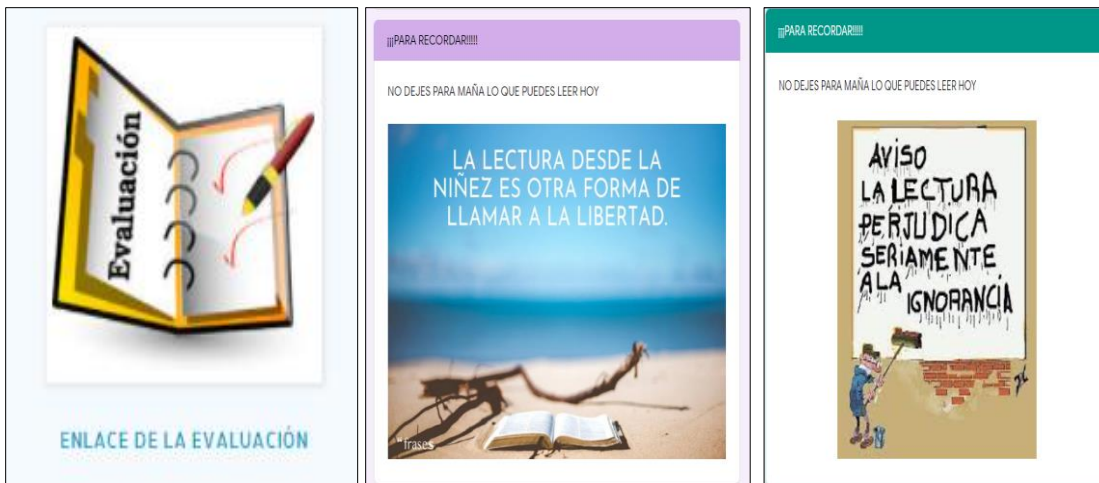 Evaluación
ENLACE DE LA EVALUACIÓN
¡¡¡PARA RECORDAR!!!!!
NO DEJES PARA MAÑA LO QUE PUEDES LEER HOY
LA LECTURA DESDE LA
NIÑEZ ES OTRA FORMA DE
LLAMAR A LA LIBERTAD.
frases
¡¡¡PARA RECORDAR!!!!!
NO DEJES PARA MAÑA LO QUE PUEDES LEER HOY
AVISO
LA LECTURA
PERJUDICA
SERIAMENTE
A LA
IGNORANCIA